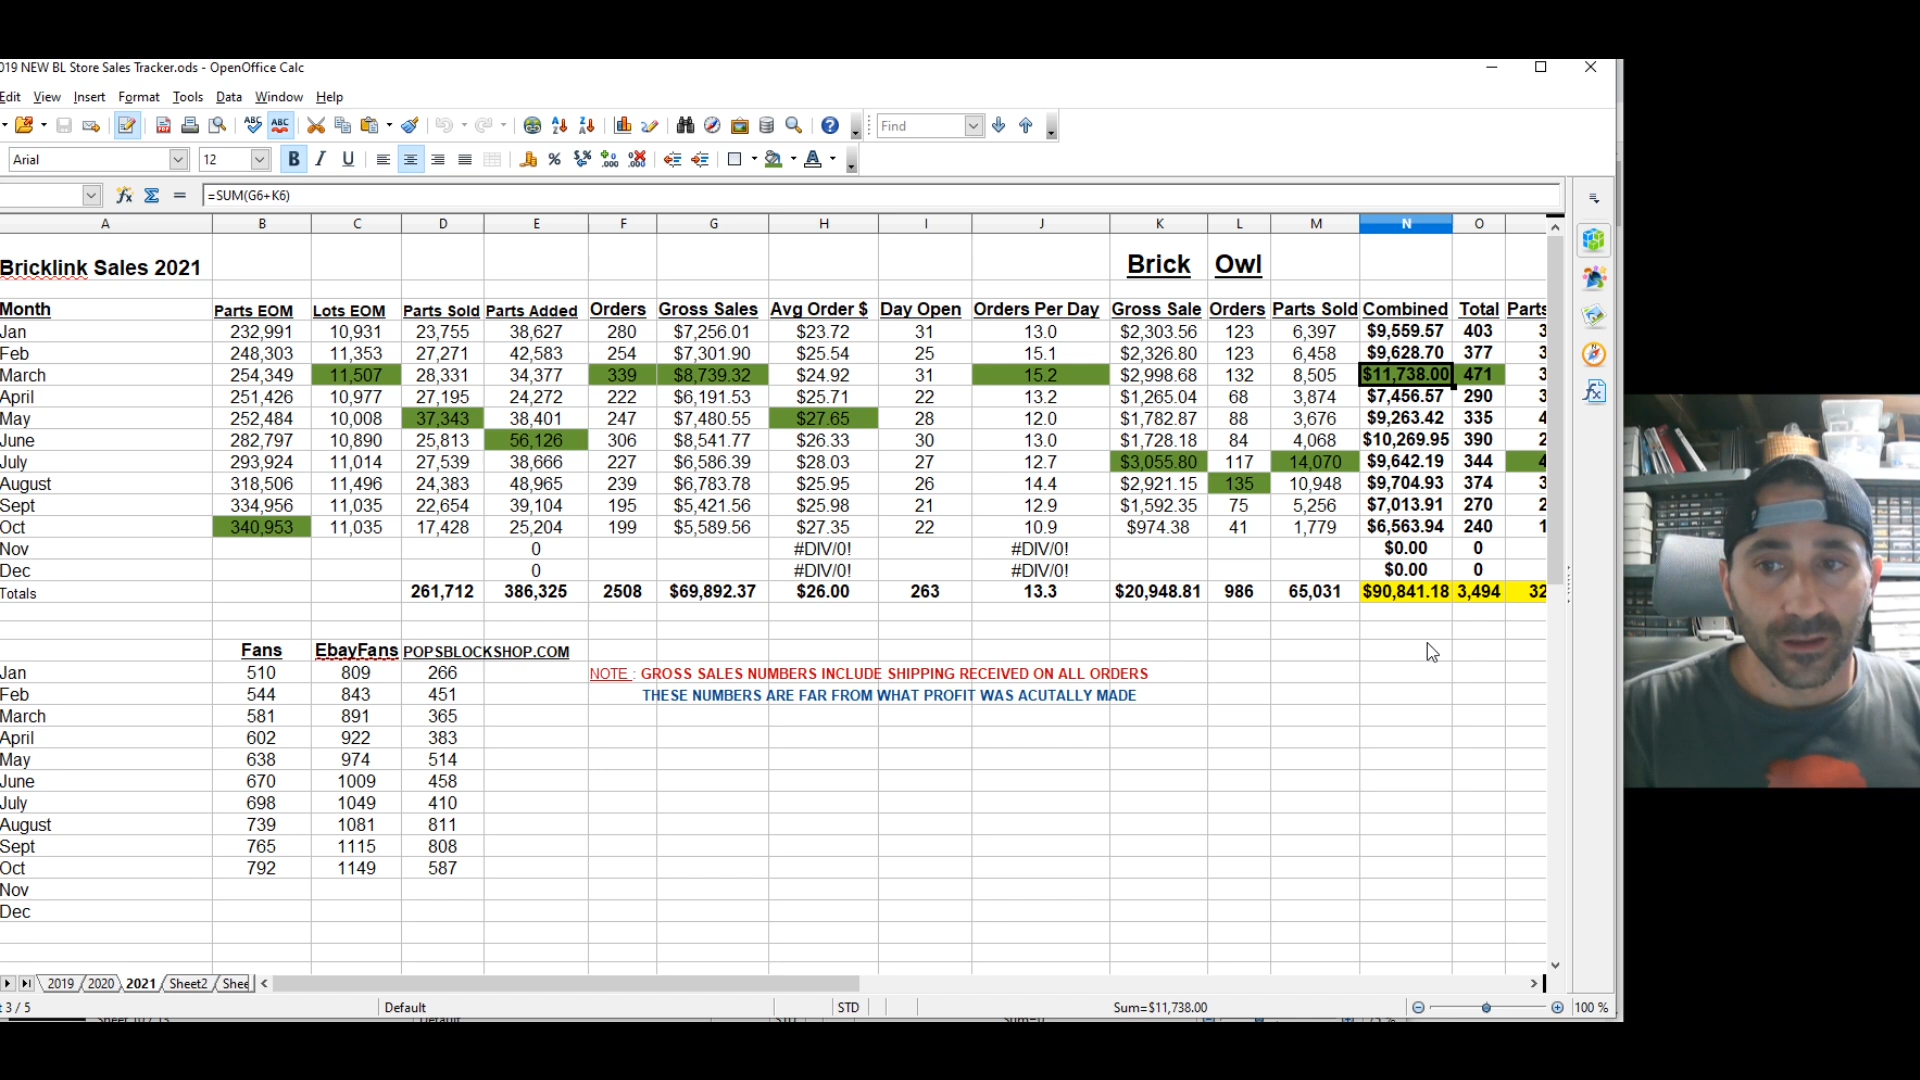 019 NEW BL Store Sales Tracker.ods - OpenOffice Calc
Edit View Insert Format Tools Data Window Help
Find
Arial 12
=SUM(G6+K6)
A B C D E F G H I J K L M N O
Bricklink Sales 2021 Brick Owl
Month Parts EOM Lots EOM Parts Sold Parts Added Orders Gross Sales Avg Order $ Day Open Orders Per Day Gross Sale Orders Parts Sold Combined Total Parts
Jan 232,991 10,931 23,755 38,627 280 $7,256.01 $23.72 31 13.0 $2,303.56 123 6,397 $9,559.57 403 3
Feb 248,303 11,353 27,271 42,583 254 $7,301.90 $25.54 25 15.1 $2,326.80 123 6,458 $9,628.70 377 3
March 254,349 11,507 28,331 34,377 339 $8,739.32 $24.92 31 15.2 $2,998.68 132 8,505 $11,738.00 471 3
April 251,426 10,977 27,195 24,272 222 $6,191.53 $25.71 22 13.2 $1,265.04 68 3,874 $7,456.57 290 3
May 252,484 10,008 37,343 38,401 247 $7,480.55 $27.65 28 12.0 $1,782.87 88 3,676 $9,263.42 335 4
June 282,797 10,890 25,813 56,126 306 $8,541.77 $26.33 30 13.0 $1,728.18 84 4,068 $10,269.95 390 2
July 293,924 11,014 27,539 38,666 227 $6,586.39 $28.03 27 12.7 $3,055.80 117 14,070 $9,642.19 344 4
August 318,506 11,496 24,383 48,965 239 $6,783.78 $25.95 26 14.4 $2,921.15 135 10,948 $9,704.93 374 3
Sept 334,956 11,035 22,654 39,104 195 $5,421.56 $25.98 21 12.9 $1,592.35 75 5,256 $7,013.91 270 2
Oct 340,953 11,035 17,428 25,204 199 $5,589.56 $27.35 22 10.9 $974.38 41 1,779 $6,563.94 240 1
Nov 0 #DIV/0! #DIV/0! $0.00 0
Dec 0 #DIV/0! #DIV/0! $0.00 0
Totals 261,712 386,325 2508 $69,892.37 $26.00 263 13.3 $20,948.81 986 65,031 $90,841.18 3,494 32
Fans EbayFans POPSBLOCKSHOP.COM
Jan 510 809 266 NOTE : GROSS SALES NUMBERS INCLUDE SHIPPING RECEIVED ON ALL ORDERS
Feb 544 843 451 THESE NUMBERS ARE FAR FROM WHAT PROFIT WAS ACUTALLY MADE
March 581 891 365
April 602 922 383
May 638 974 514
June 670 1009 458
July 698 1049 410
August 739 1081 811
Sept 765 1115 808
Oct 792 1149 587
Nov
Dec
2019 2020 2021 Sheet2 Shee
t 3 / 5 Default STD Sum=$11,738.00 100 %